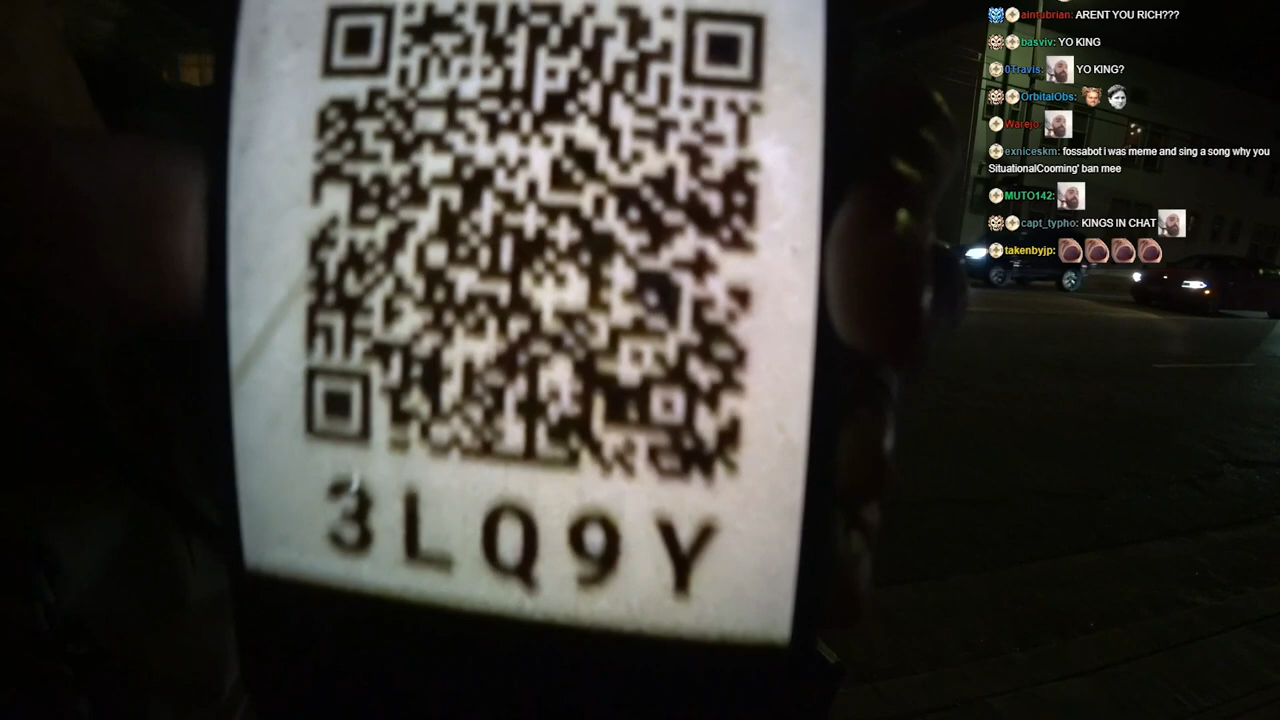 3LQ9Y
aintubrian: ARENT YOU RICH???
basviv: YO KING
0Travis: YO KING?
OrbitalObs:
Warejo:
exniceskm: fossabot i was meme and sing a song why you
SituationalCooming' ban mee
MUTO142:
capt_typho: KINGS IN CHAT
takenbyjp: